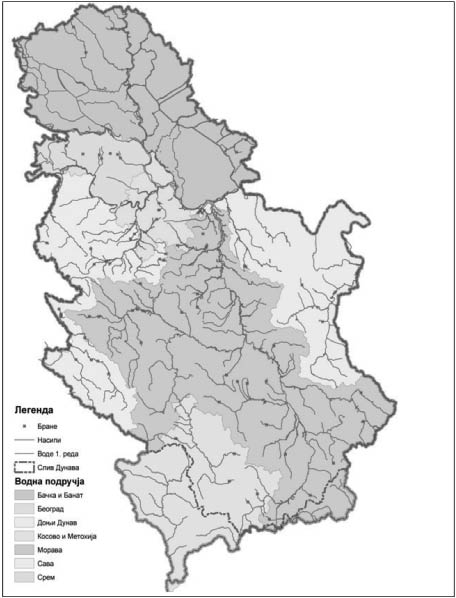 Легенда
Бране
Насипи
Воде 1. реда
Слив Дунава
Водна подручја
Бачка и Банат
Београд
Доњи Дунав
Косово и Метохија
Морава
Сава
Срем